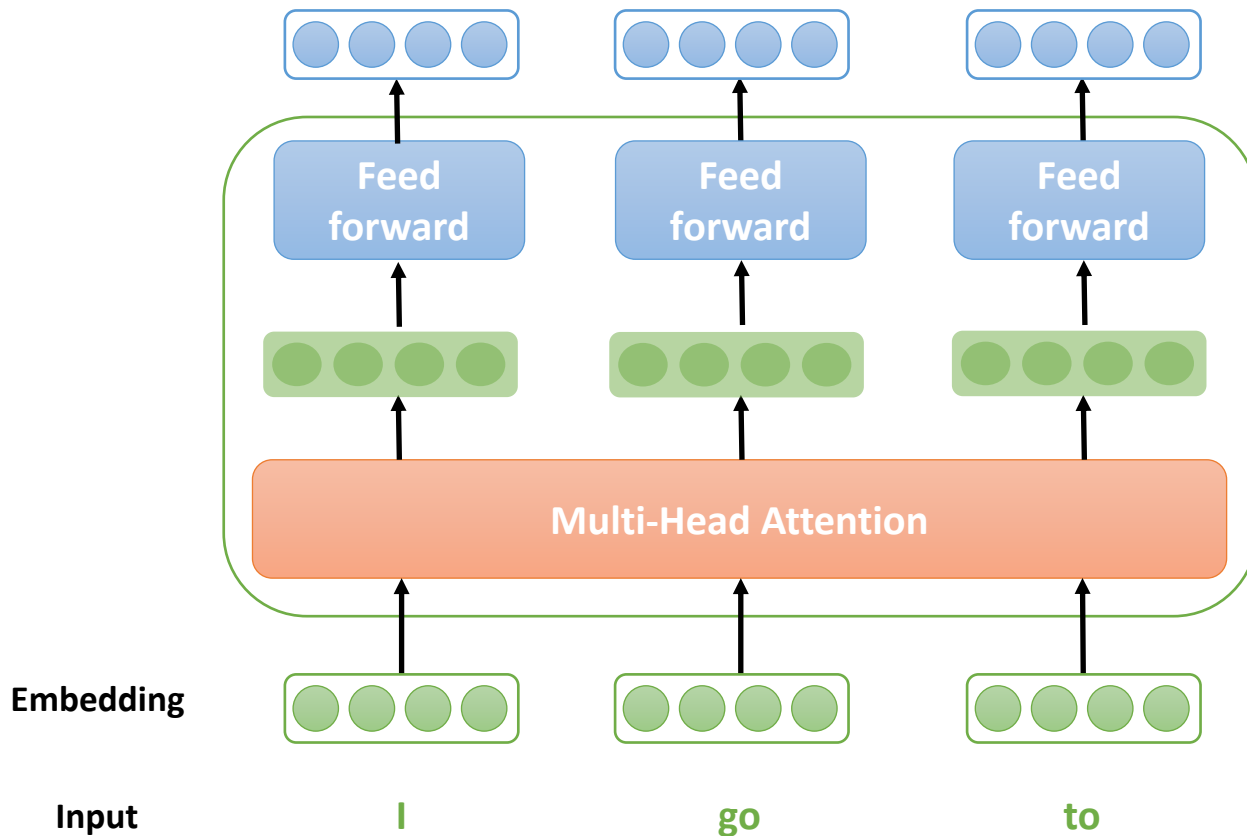 Feed
forward
Feed
forward
Feed
forward
Multi-Head Attention
Embedding
Input I go to